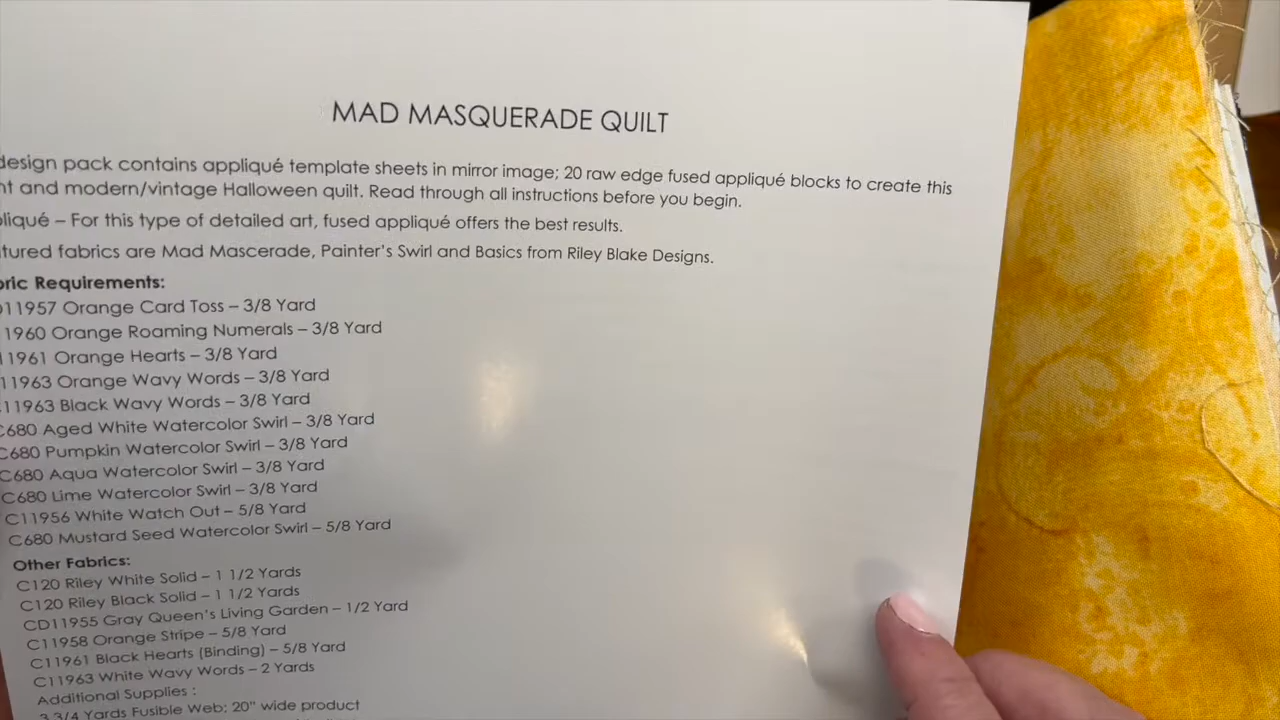 MAD MASQUERADE QUILT
design pack contains appliqué template sheets in mirror image; 20 raw edge fused appliqué blocks to create this
and modern/vintage Halloween quilt. Read through all instructions before you begin.
– For this type of detailed art, fused appliqué offers the best results.
fabrics are Mad Mascerade, Painter's Swirl and Basics from Riley Blake Designs.
Requirements:
11957 Orange Card Toss – 3/8 Yard
1960 Orange Roaming Numerals – 3/8 Yard
11961 Orange Hearts – 3/8 Yard
11963 Orange Wavy Words – 3/8 Yard
11963 Black Wavy Words – 3/8 Yard
C680 Aged White Watercolor Swirl – 3/8 Yard
C680 Pumpkin Watercolor Swirl – 3/8 Yard
C680 Aqua Watercolor Swirl – 3/8 Yard
C680 Lime Watercolor Swirl – 3/8 Yard
C11956 White Watch Out – 5/8 Yard
C680 Mustard Seed Watercolor Swirl – 5/8 Yard
Other Fabrics:
C120 Riley White Solid – 1 1/2 Yards
C120 Riley Black Solid – 1 1/2 Yards
CD11955 Gray Queen's Living Garden – 1/2 Yard
C11958 Orange Stripe – 5/8 Yard
C11961 Black Hearts (Binding) – 5/8 Yard
C11963 White Wavy Words – 2 Yards
Additional Supplies :
3 3/4 Yards Fusible Web: 20" wide product